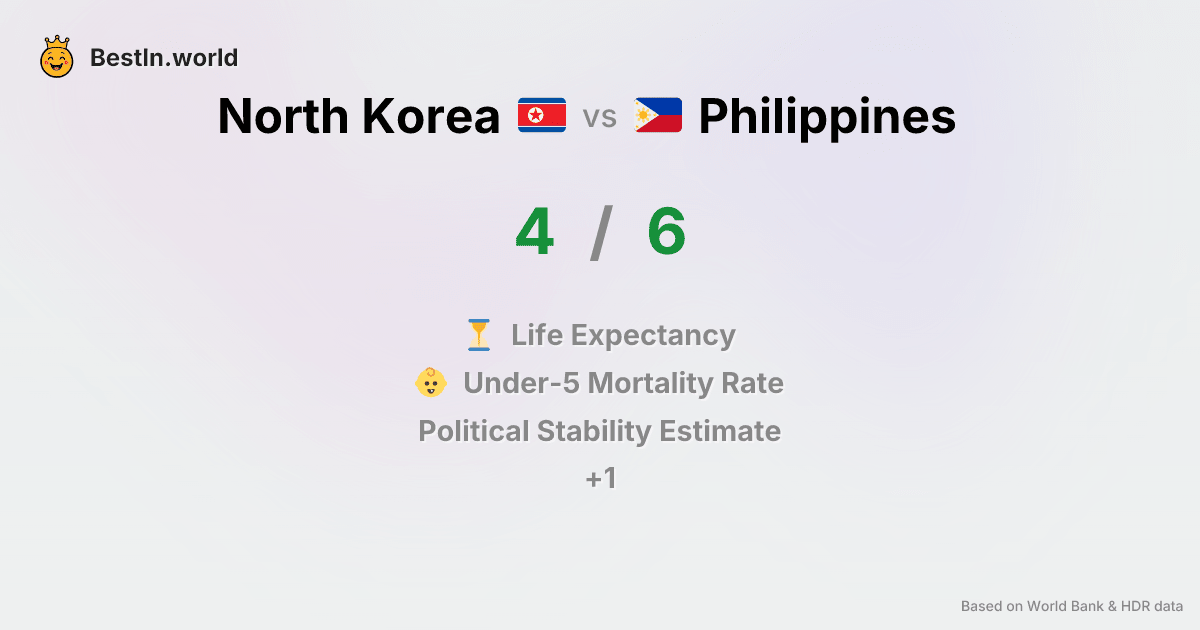 BestIn.world
North Korea vs Philippines
4 / 6
Life Expectancy
Under-5 Mortality Rate
Political Stability Estimate
+1
Based on World Bank & HDR data